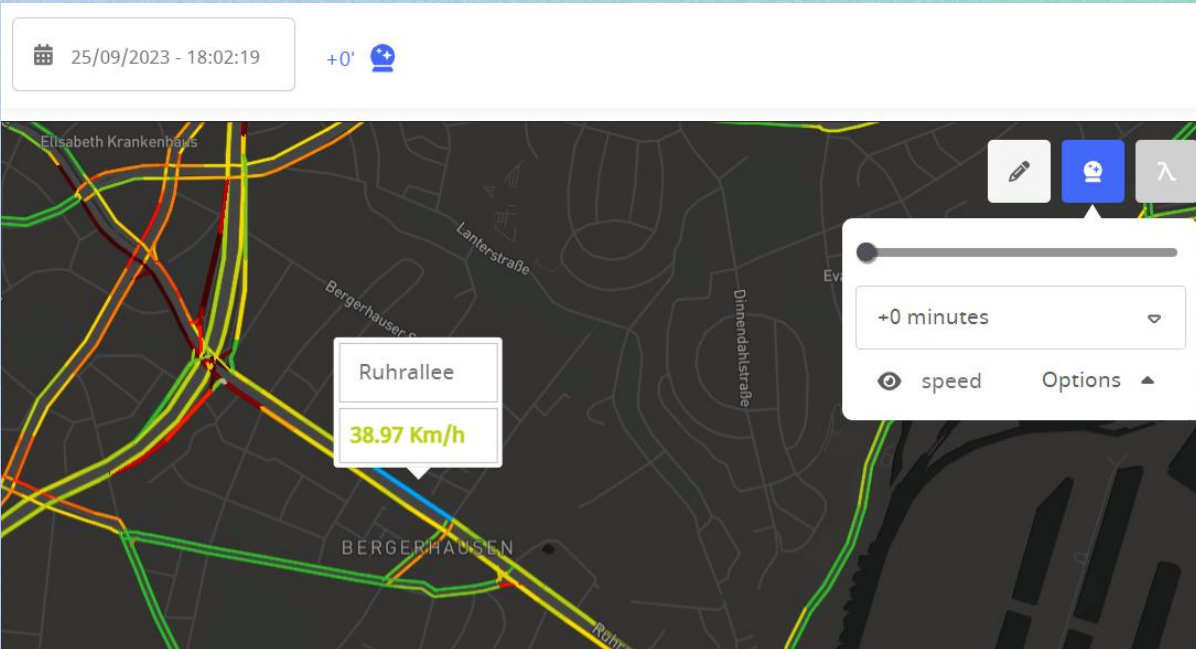 25/09/2023 - 18:02:19
+0'
Elisabeth Krankenhaus
λ
Lanterstraße
Bergerhauser
Dinnendahlstraße
+0 minutes
speed Options
Ruhrallee
38.97 Km/h
BERGERHAUSEN